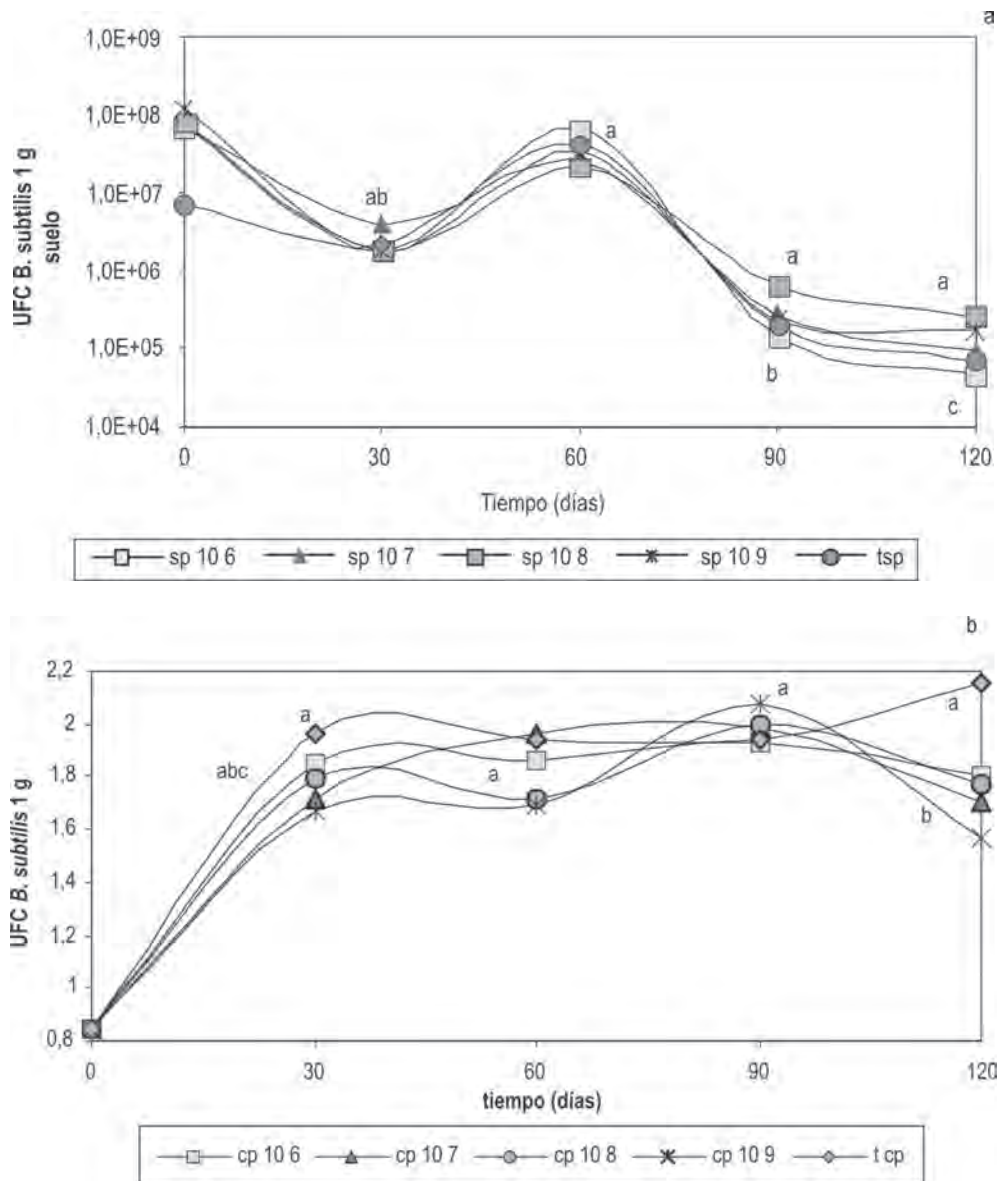 a
1,0E+09
1,0E+08
1,0E+07
1,0E+06
1,0E+05
1,0E+04
UFC B. subtilis 1 g
suelo
ab
a
a
a
b
c
0 30 60 90 120
Tiempo (días)
sp 10 6 sp 10 7 sp 10 8 sp 10 9 tsp
b
2,2
2
1,8
1,6
1,4
1,2
1
0,8
UFC B. subtilis 1 g
a
abc
a
a
a
b
0 30 60 90 120
tiempo (días)
cp 10 6 cp 10 7 cp 10 8 cp 10 9 t cp